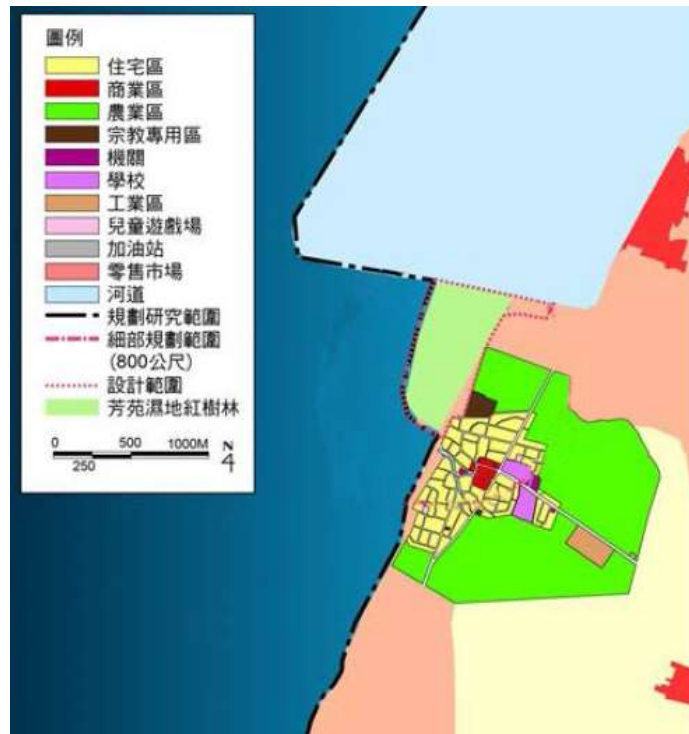 圖例
住宅區
商業區
農業區
宗教專用區
機關
學校
工業區
兒童遊戲場
加油站
零售市場
河道
規劃研究範圍
細部規劃範圍
(800公尺)
設計範圍
芳苑濕地紅樹林
0 500 1000M N
250